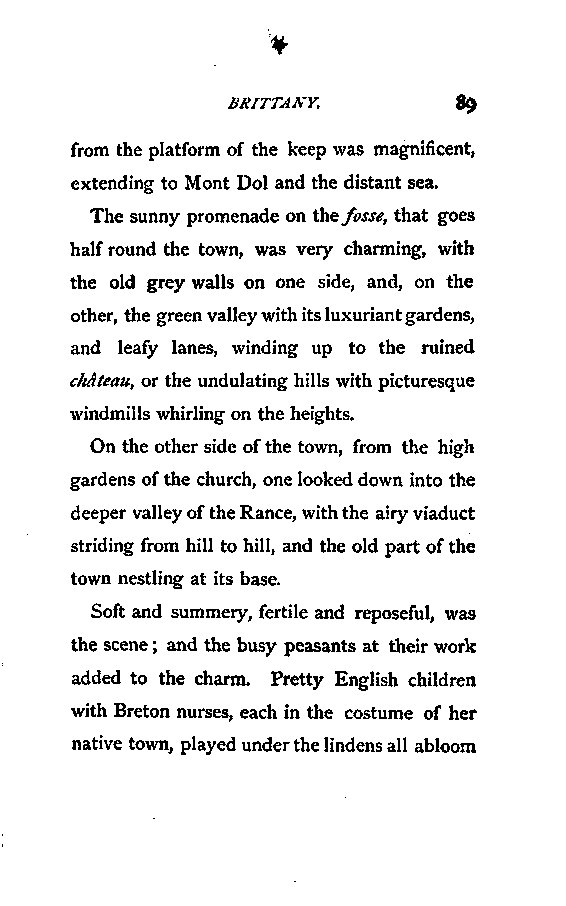 BRITTANY. 89
from the platform of the keep was magnificent,
extending to Mont Dol and the distant sea.
The sunny promenade on the fosse, that goes
half round the town, was very charming, with
the old grey walls on one side, and, on the
other, the green valley with its luxuriant gardens,
and leafy lanes, winding up to the ruined
château, or the undulating hills with picturesque
windmills whirling on the heights.
On the other side of the town, from the high
gardens of the church, one looked down into the
deeper valley of the Rance, with the airy viaduct
striding from hill to hill, and the old part of the
town nestling at its base.
Soft and summery, fertile and reposeful, was
the scene; and the busy peasants at their work
added to the charm. Pretty English children
with Breton nurses, each in the costume of her
native town, played under the lindens all abloom